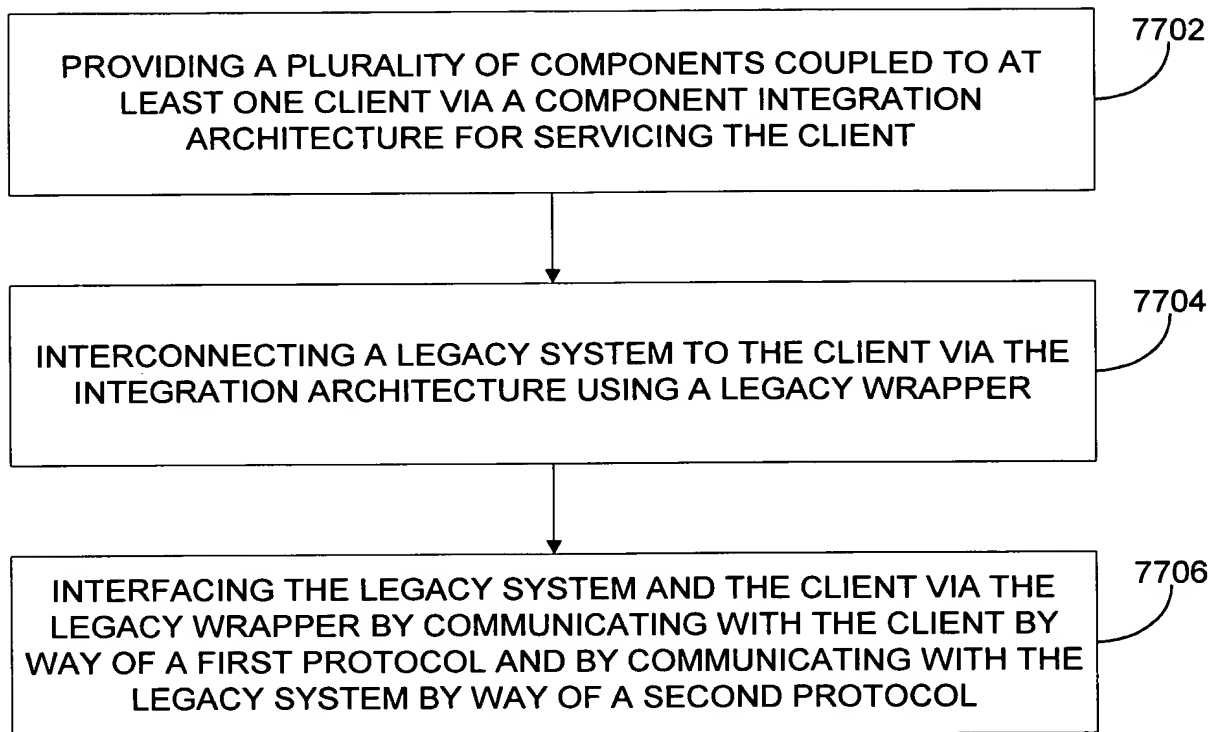 7702
PROVIDING A PLURALITY OF COMPONENTS COUPLED TO AT
LEAST ONE CLIENT VIA A COMPONENT INTEGRATION
ARCHITECTURE FOR SERVICING THE CLIENT
7704
INTERCONNECTING A LEGACY SYSTEM TO THE CLIENT VIA THE
INTEGRATION ARCHITECTURE USING A LEGACY WRAPPER
7706
INTERFACING THE LEGACY SYSTEM AND THE CLIENT VIA THE
LEGACY WRAPPER BY COMMUNICATING WITH THE CLIENT BY
WAY OF A FIRST PROTOCOL AND BY COMMUNICATING WITH THE
LEGACY SYSTEM BY WAY OF A SECOND PROTOCOL